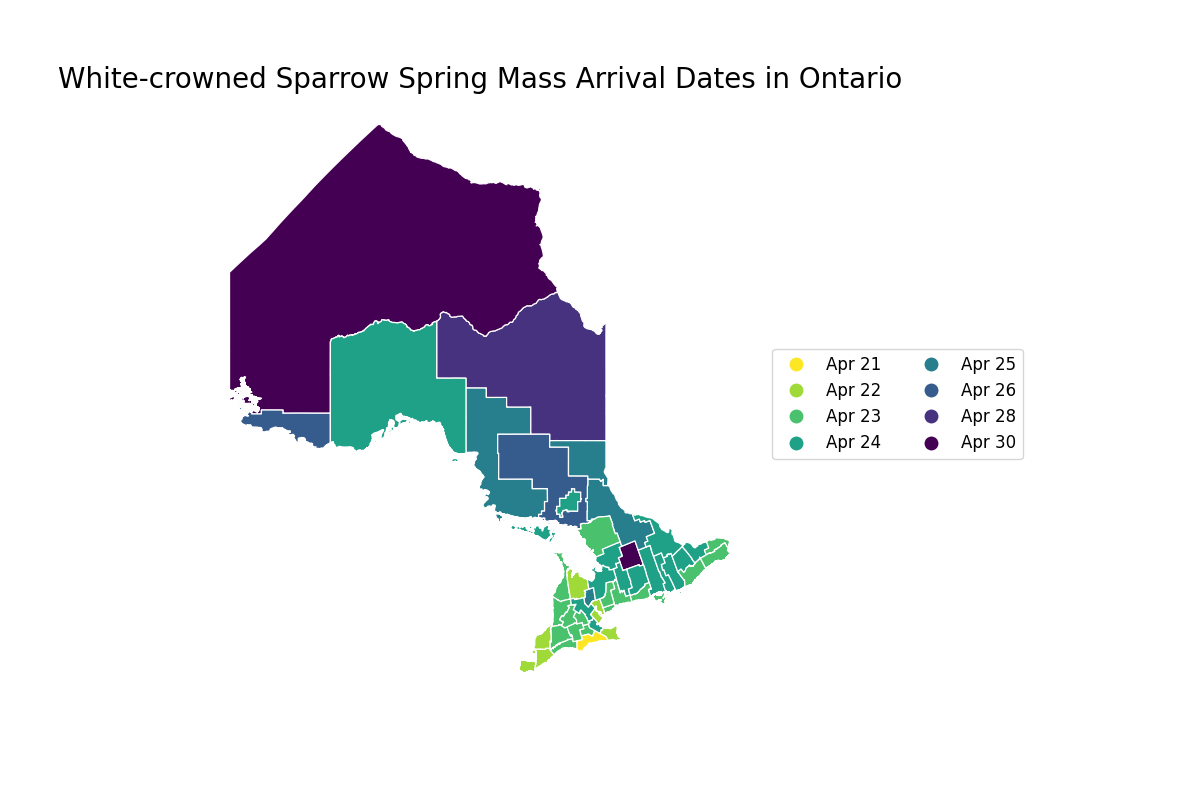 White-crowned Sparrow Spring Mass Arrival Dates in Ontario
Apr 21
Apr 22
Apr 23
Apr 24
Apr 25
Apr 26
Apr 28
Apr 30